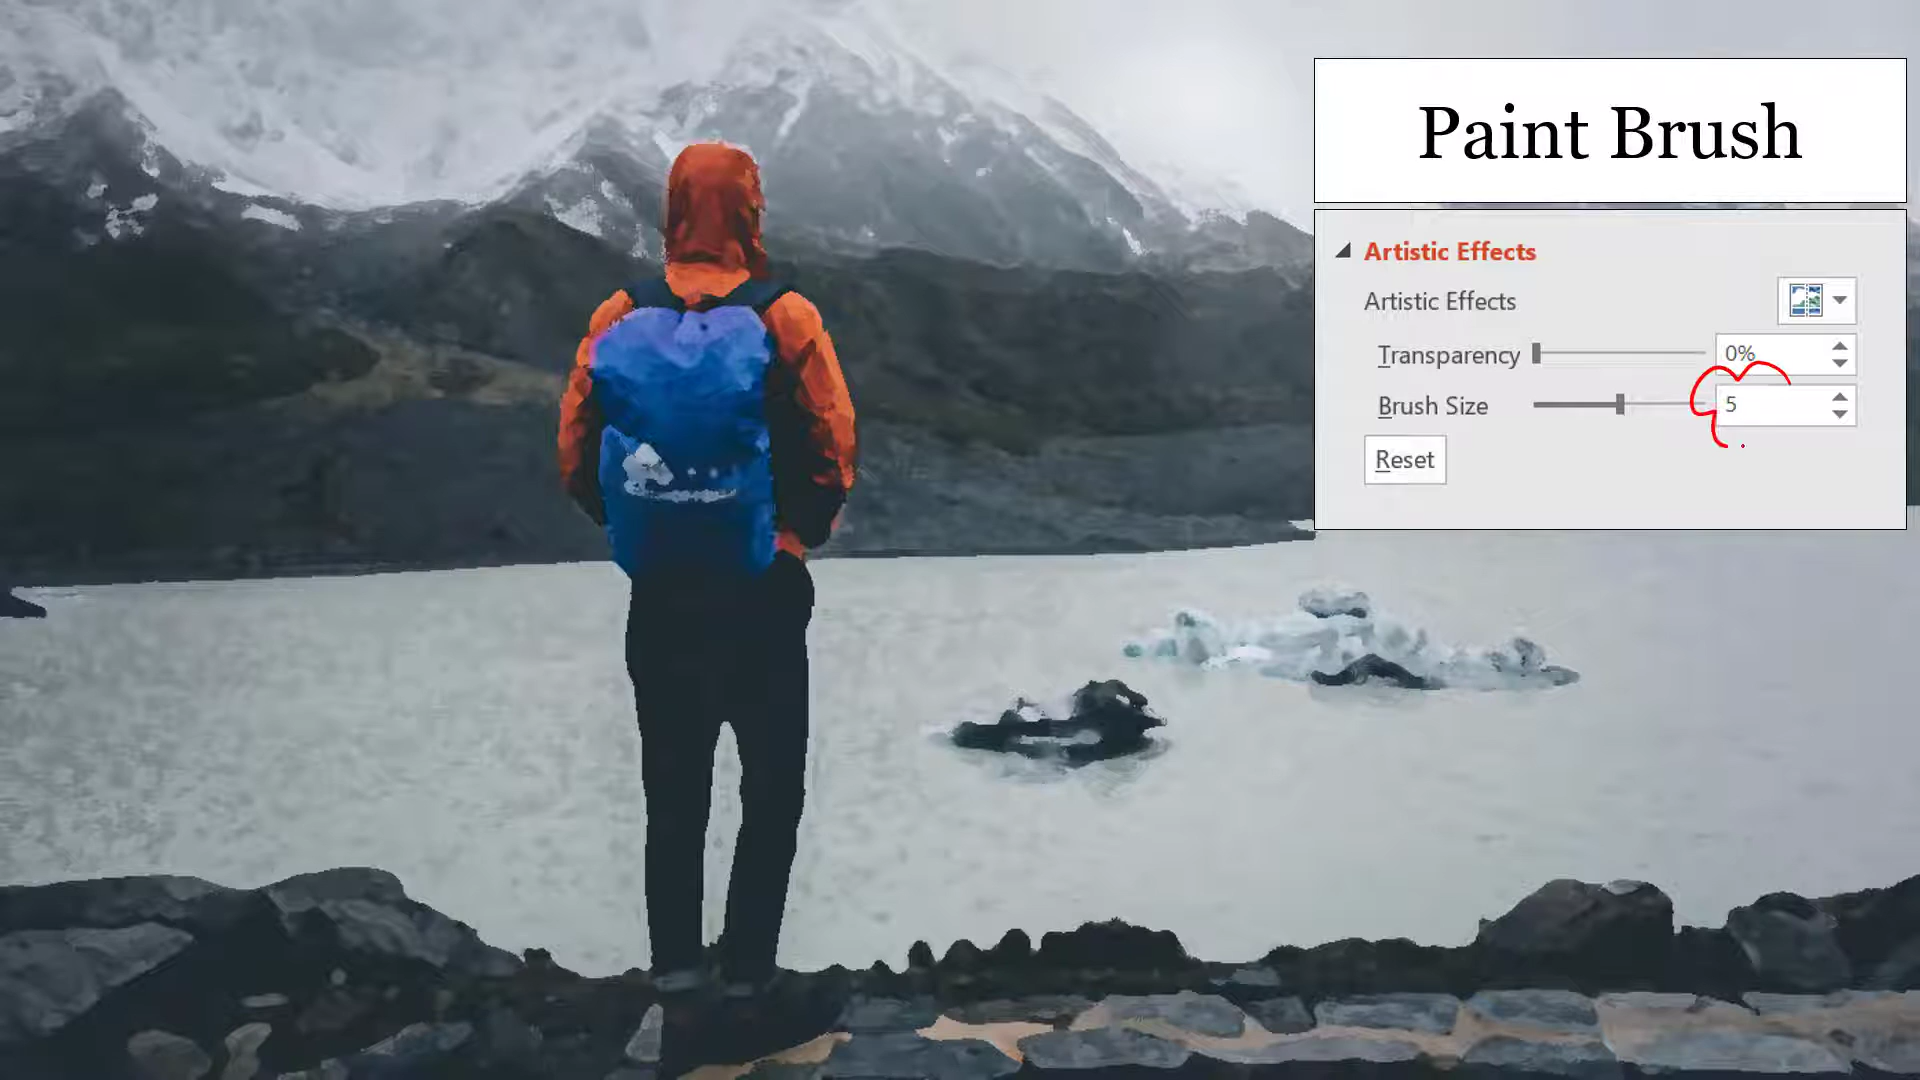 Paint Brush
Artistic Effects
Artistic Effects
Transparency 0%
Brush Size 5
Reset